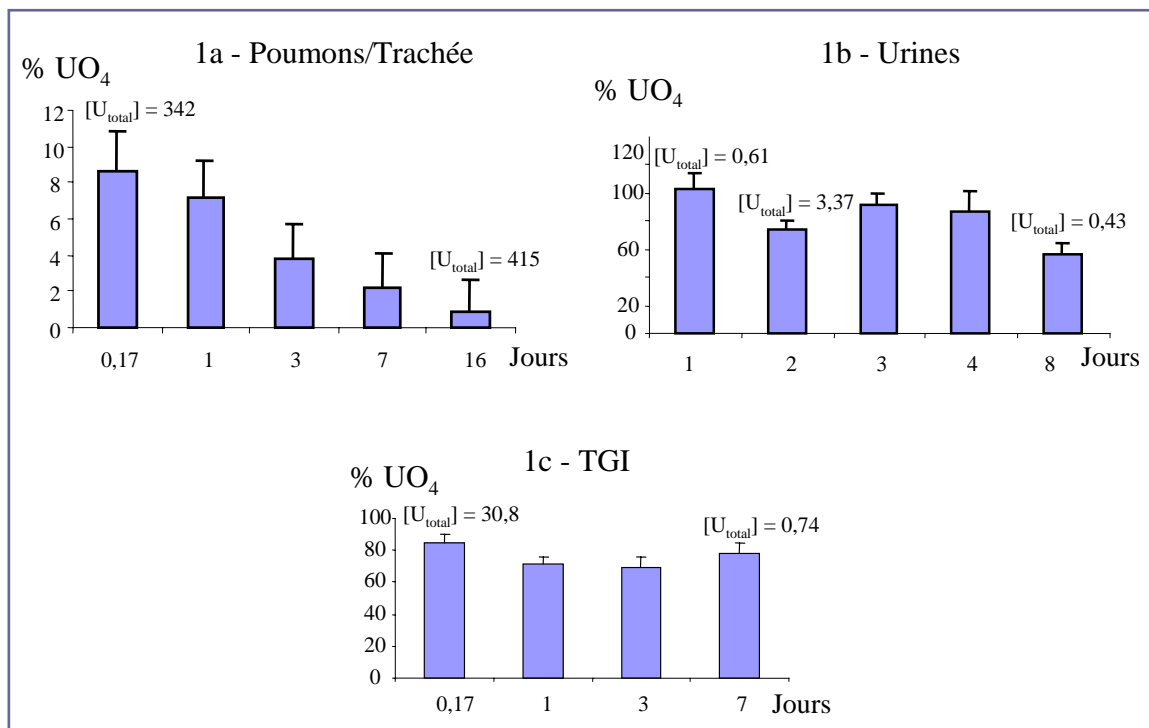 1a - Poumons/Trachée
% UO4
[Utotal] = 342
12
10
8
6
4
2
0
[Utotal] = 415
0,17 1 3 7 16 Jours
1b - Urines
% UO4
120
100
80
60
40
20
0
[Utotal] = 0,61
[Utotal] = 3,37
[Utotal] = 0,43
1 2 3 4 8 Jours
1c - TGI
% UO4
100
80
60
40
20
0
[Utotal] = 30,8
[Utotal] = 0,74
0,17 1 3 7 Jours